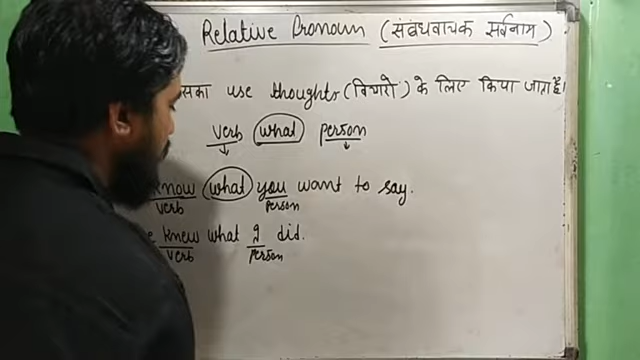 Relative Pronoun (संबंधवाचक सर्वनाम)
सका use thoughts (विचारो) के लिए किया जाता है।
verb what person
know what you want to say.
verb person
knew what I did.
verb person